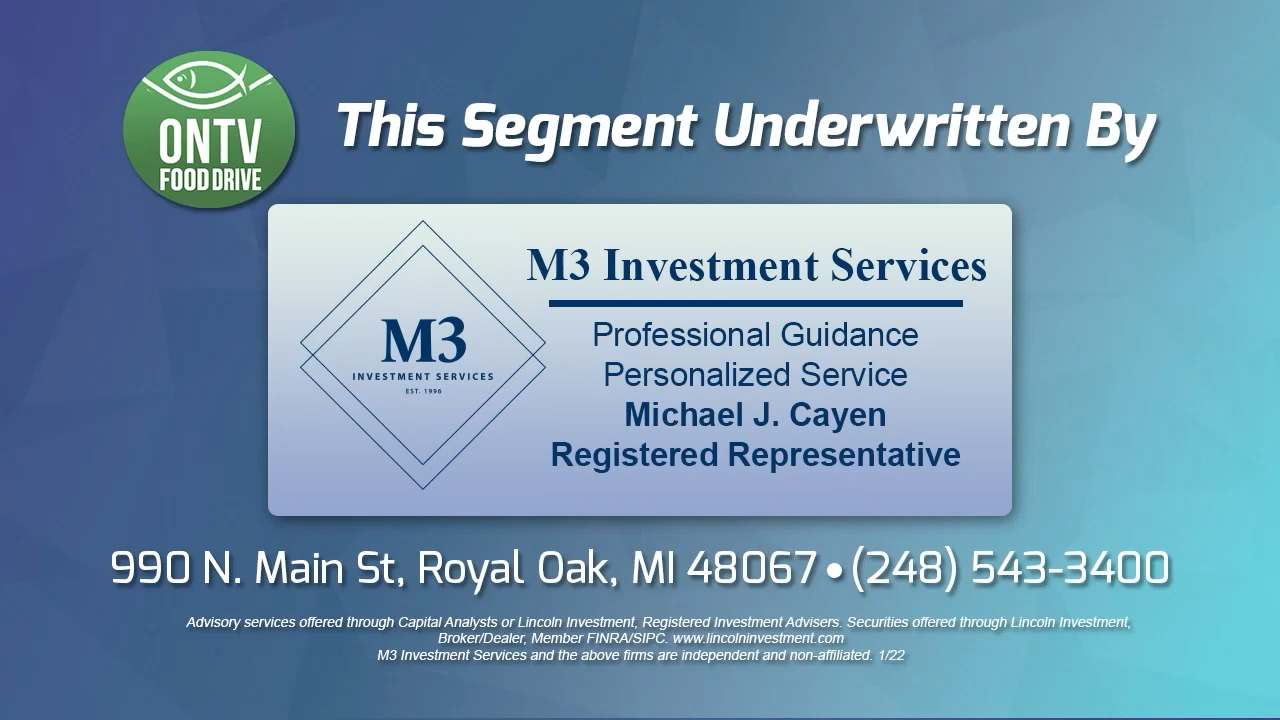 ONTV
FOOD DRIVE
This Segment Underwritten By
M3
INVESTMENT SERVICES
EST. 1996
M3 Investment Services
Professional Guidance
Personalized Service
Michael J. Cayen
Registered Representative
990 N. Main St, Royal Oak, MI 48067•(248) 543-3400
Advisory services offered through Capital Analysts or Lincoln Investment, Registered Investment Advisers. Securities offered through Lincoln Investment,
Broker/Dealer, Member FINRA/SIPC. www.lincolninvestment.com
M3 Investment Services and the above firms are independent and non-affiliated. 1/22